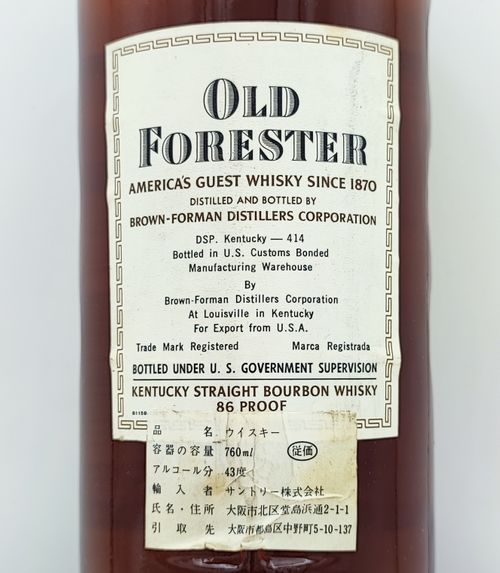 OLD
FORESTER
AMERICA'S GUEST WHISKY SINCE 1870
DISTILLED AND BOTTLED BY
BROWN-FORMAN DISTILLERS CORPORATION
DSP. Kentucky — 414
Bottled in U.S. Customs Bonded
Manufacturing Warehouse
By
Brown-Forman Distillers Corporation
At Louisville in Kentucky
For Export from U.S.A.
Trade Mark Registered Marca Registrada
BOTTLED UNDER U. S. GOVERNMENT SUPERVISION
KENTUCKY STRAIGHT BOURBON WHISKY
86 PROOF
品名 ウイスキー
容器の容量 760ml 従価
アルコール分 43度
輸入者 サントリー株式会社
氏名・住所 大阪市北区堂島浜通2-1-1
引取先 大阪市都島区中野町5-10-137